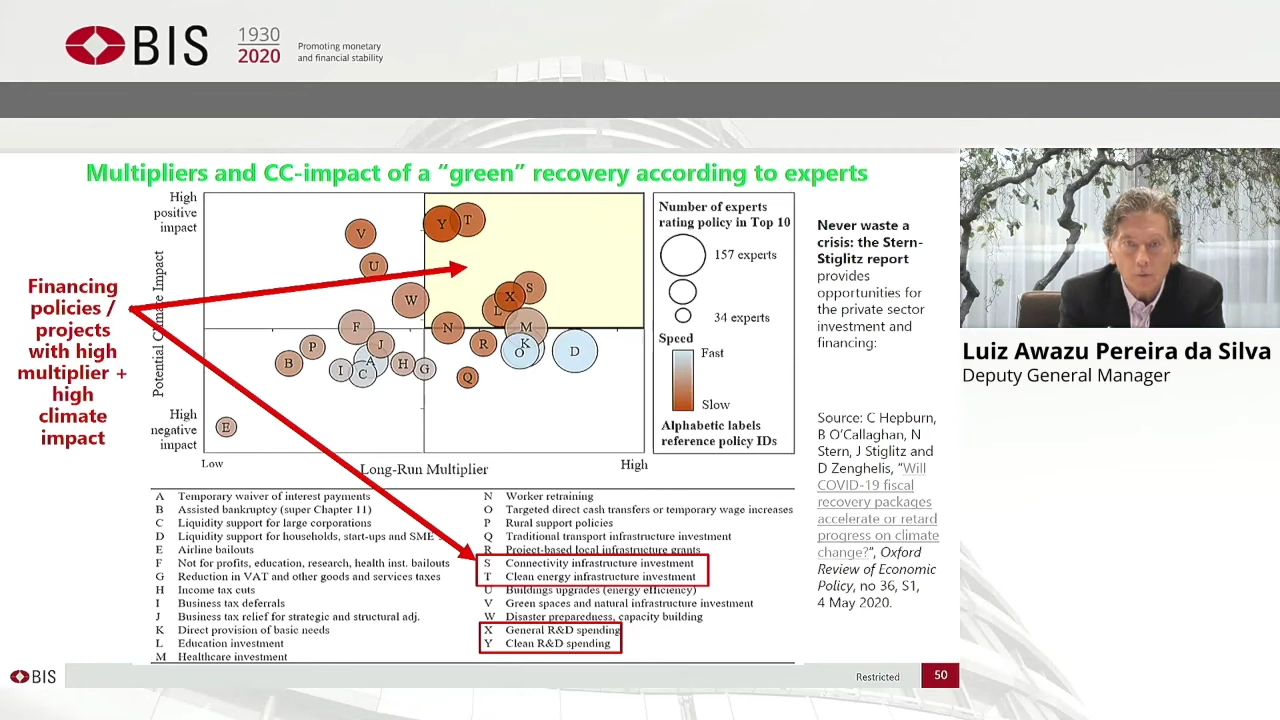 BIS
1930
2020
Promoting monetary
and financial stability
Multipliers and CC-impact of a “green” recovery according to experts
Financing
policies /
projects
with high
multiplier +
high
climate
impact
Potential Climate Impact
High
positive
impact
High
negative
impact
Low
Long-Run Multiplier
High
Y
T
V
U
W
S
X
L
F
N
M
R
K
O
D
P
J
B
A
I
C
H
G
Q
E
Number of experts
rating policy in Top 10
157 experts
34 experts
Speed
Fast
Slow
Alphabetic labels
reference policy IDs
A Temporary waiver of interest payments
B Assisted bankruptcy (super Chapter 11)
C Liquidity support for large corporations
D Liquidity support for households, start-ups and SME
E Airline bailouts
F Not for profits, education, research, health inst. bailouts
G Reduction in VAT and other goods and services taxes
H Income tax cuts
I Business tax deferrals
J Business tax relief for strategic and structural adj.
K Direct provision of basic needs
L Education investment
M Healthcare investment
N Worker retraining
O Targeted direct cash transfers or temporary wage increases
P Rural support policies
Q Traditional transport infrastructure investment
R Project-based local infrastructure grants
S Connectivity infrastructure investment
T Clean energy infrastructure investment
U Buildings upgrades (energy efficiency)
V Green spaces and natural infrastructure investment
W Disaster preparedness, capacity building
X General R&D spending
Y Clean R&D spending
Never waste a
crisis: the Stern-
Stiglitz report
provides
opportunities for
the private sector
investment and
financing:
Source: C Hepburn,
B O’Callaghan, N
Stern, J Stiglitz and
D Zenghelis, “Will
COVID-19 fiscal
recovery packages
accelerate or retard
progress on climate
change?”, Oxford
Review of Economic
Policy, no 36, S1,
4 May 2020.
Luiz Awazu Pereira da Silva
Deputy General Manager
BIS
Restricted
50